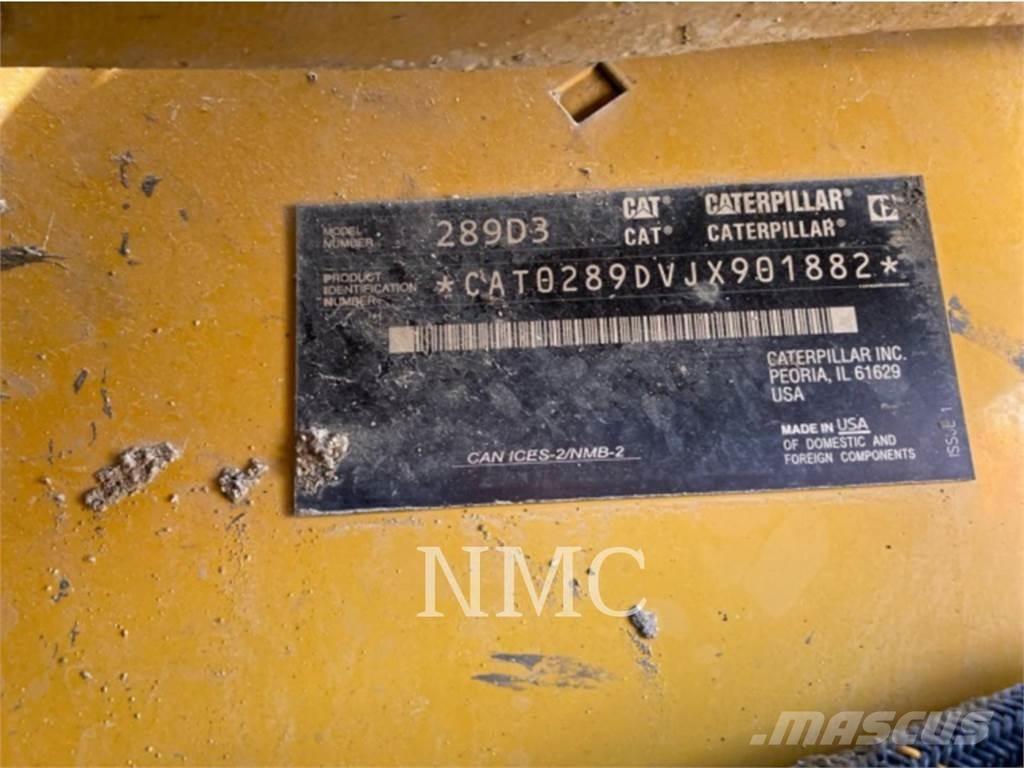 MODEL NUMBER 289D3 CAT® CATERPILLAR®
CAT® CATERPILLAR®
PRODUCT IDENTIFICATION NUMBER *CAT0289DVJX901882*
CATERPILLAR INC.
PEORIA, IL 61629
USA
MADE IN USA
OF DOMESTIC AND
FOREIGN COMPONENTS
CAN ICES-2/NMB-2
ISSUE 1
NMC
MASCUS